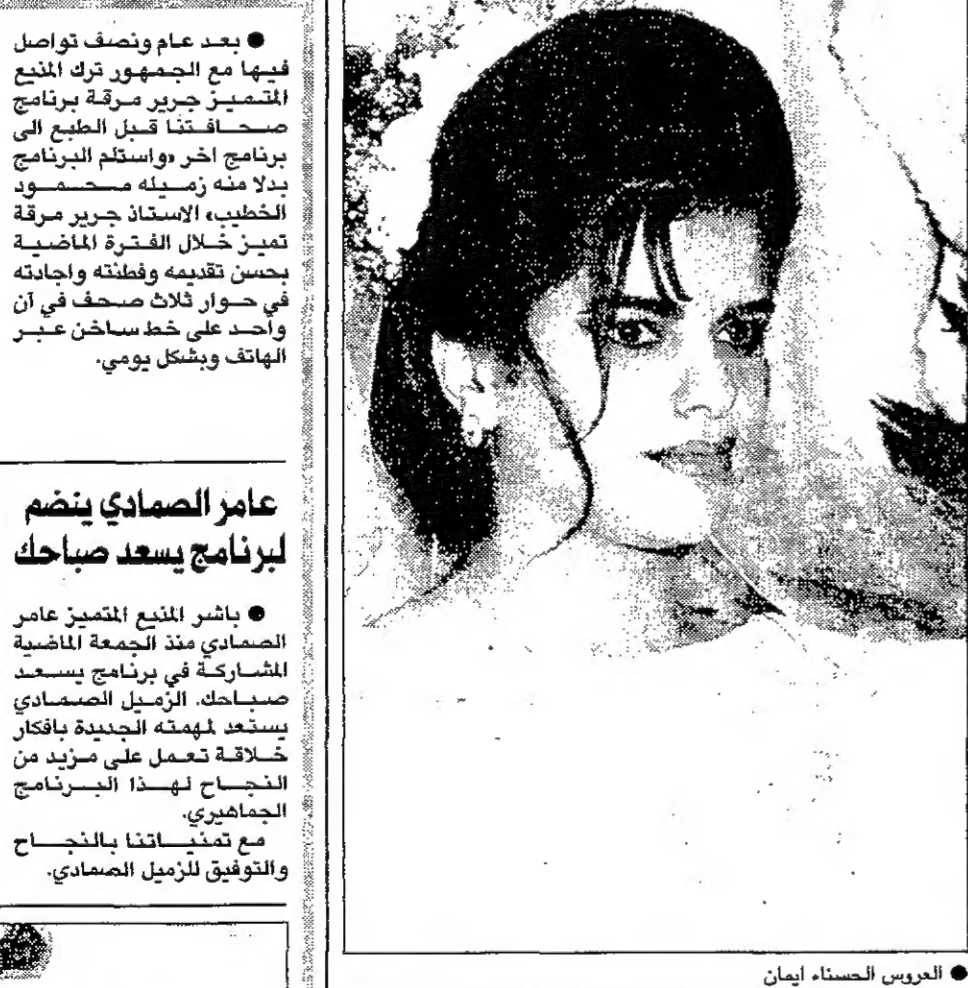 ● بعد عام ونصف تواصل
فيها مع الجمهور ترك المذيع
المتميز جرير مرقة برنامج
صحافتنا قبل الطبع الى
برنامج اخر «واستلم البرنامج
بدلا منه زميله محمود
الخطيب» الاستاذ جرير مرقة
تميز خلال الفترة الماضية
بحسن تقديمه وفطنته واجادته
في حوار ثلاث صحف في آن
واحد على خط ساخن عبر
الهاتف وبشكل يومي.
عامر الصمادي ينضم
لبرنامج يسعد صباحك
● باشر المذيع المتميز عامر
الصمادي منذ الجمعة الماضية
المشاركة في برنامج يسعد
صباحك. الزميل الصمادي
يستعد لمهمته الجديدة بافكار
خلاقة تعمل على مزيد من
النجاح لهذا البرنامج
الجماهيري.
مع تمنياتنا بالنجاح
والتوفيق للزميل الصمادي.
● العروس الحسناء ايمان